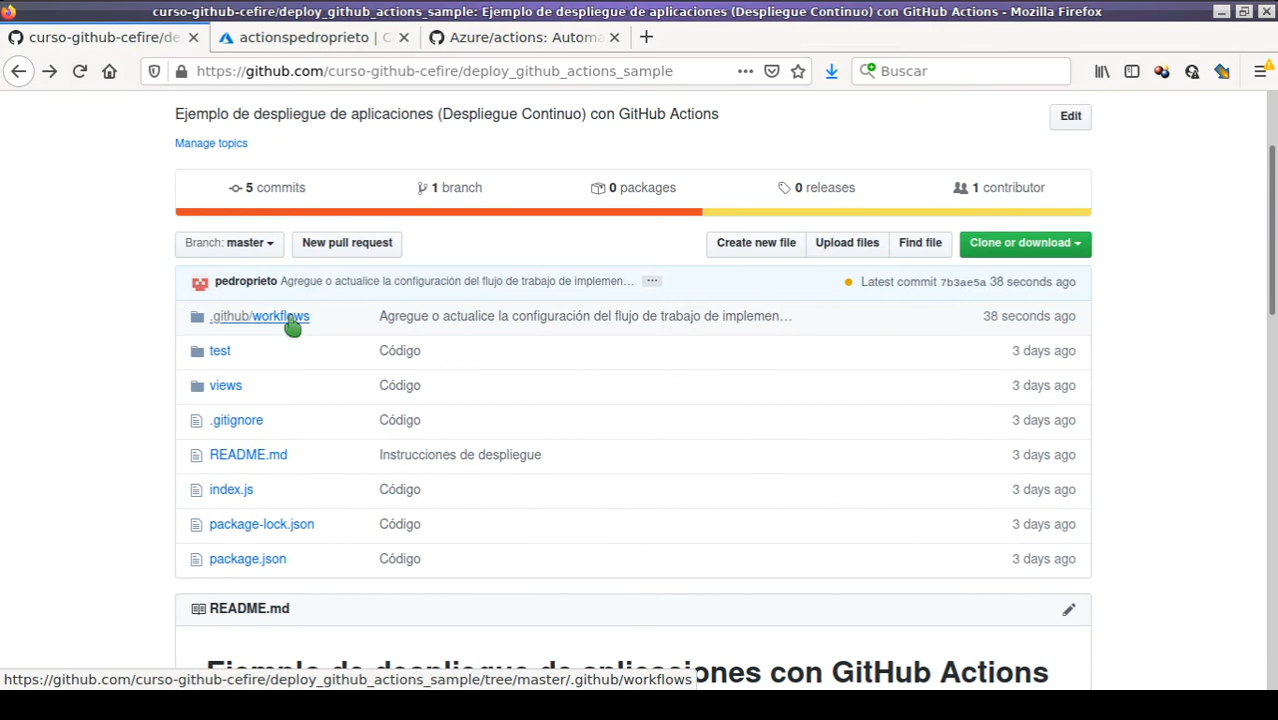 curso-github-cefire/deploy_github_actions_sample: Ejemplo de despliegue de aplicaciones (Despliegue Continuo) con GitHub Actions - Mozilla Firefox
curso-github-cefire/de
actionspedroprieto | C
Azure/actions: Automa
https://github.com/curso-github-cefire/deploy_github_actions_sample
Buscar
Ejemplo de despliegue de aplicaciones (Despliegue Continuo) con GitHub Actions
Edit
Manage topics
5 commits
1 branch
0 packages
0 releases
1 contributor
Branch: master
New pull request
Create new file
Upload files
Find file
Clone or download
pedroprieto Agregue o actualice la configuración del flujo de trabajo de implemen…
Latest commit 7b3ae5a 38 seconds ago
.github/workflows
Agregue o actualice la configuración del flujo de trabajo de implemen…
38 seconds ago
test
Código
3 days ago
views
Código
3 days ago
.gitignore
Código
3 days ago
README.md
Instrucciones de despliegue
3 days ago
index.js
Código
3 days ago
package-lock.json
Código
3 days ago
package.json
Código
3 days ago
README.md
Ejemplo de despliegue de aplicaciones con GitHub Actions
https://github.com/curso-github-cefire/deploy_github_actions_sample/tree/master/.github/workflows